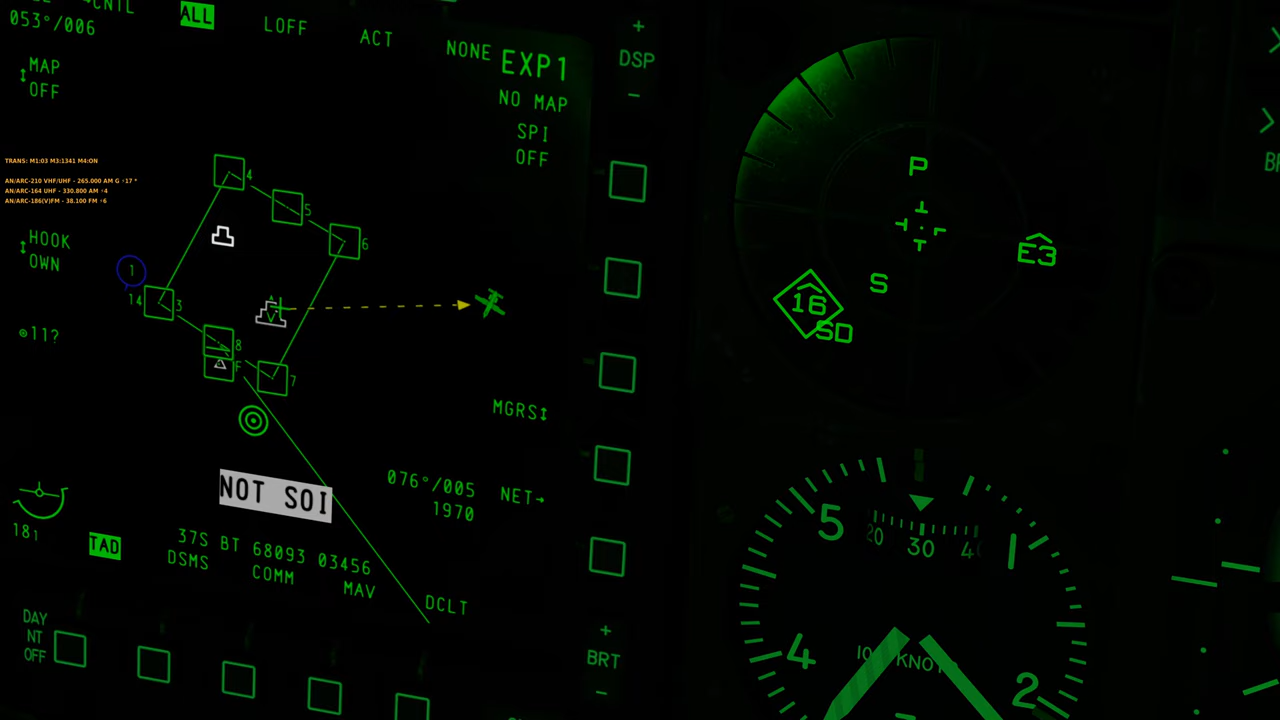 CNTL
053°/006
ALL
LOFF
ACT
NONE
EXP1
NO MAP
SPI
OFF
+
DSP
-
MAP
OFF
TRANS: M1:03 M3:1341 M4:ON
AN/ARC-210 VHF/UHF - 265.000 AM G
AN/ARC-164 UHF - 330.800 AM
AN/ARC-186(V)FM - 38.100 FM
HOOK
OWN
4
5
6
1
14
3
8
F
7
11?
MGRS
076°/005
1970
NET
NOT SOI
181
TAD
37S BT 68093 03456
DSMS
COMM
MAV
DCLT
DAY
NT
OFF
+
BRT
-
P
E3
S
16
SD
5
20
30
1
4
KNO
2